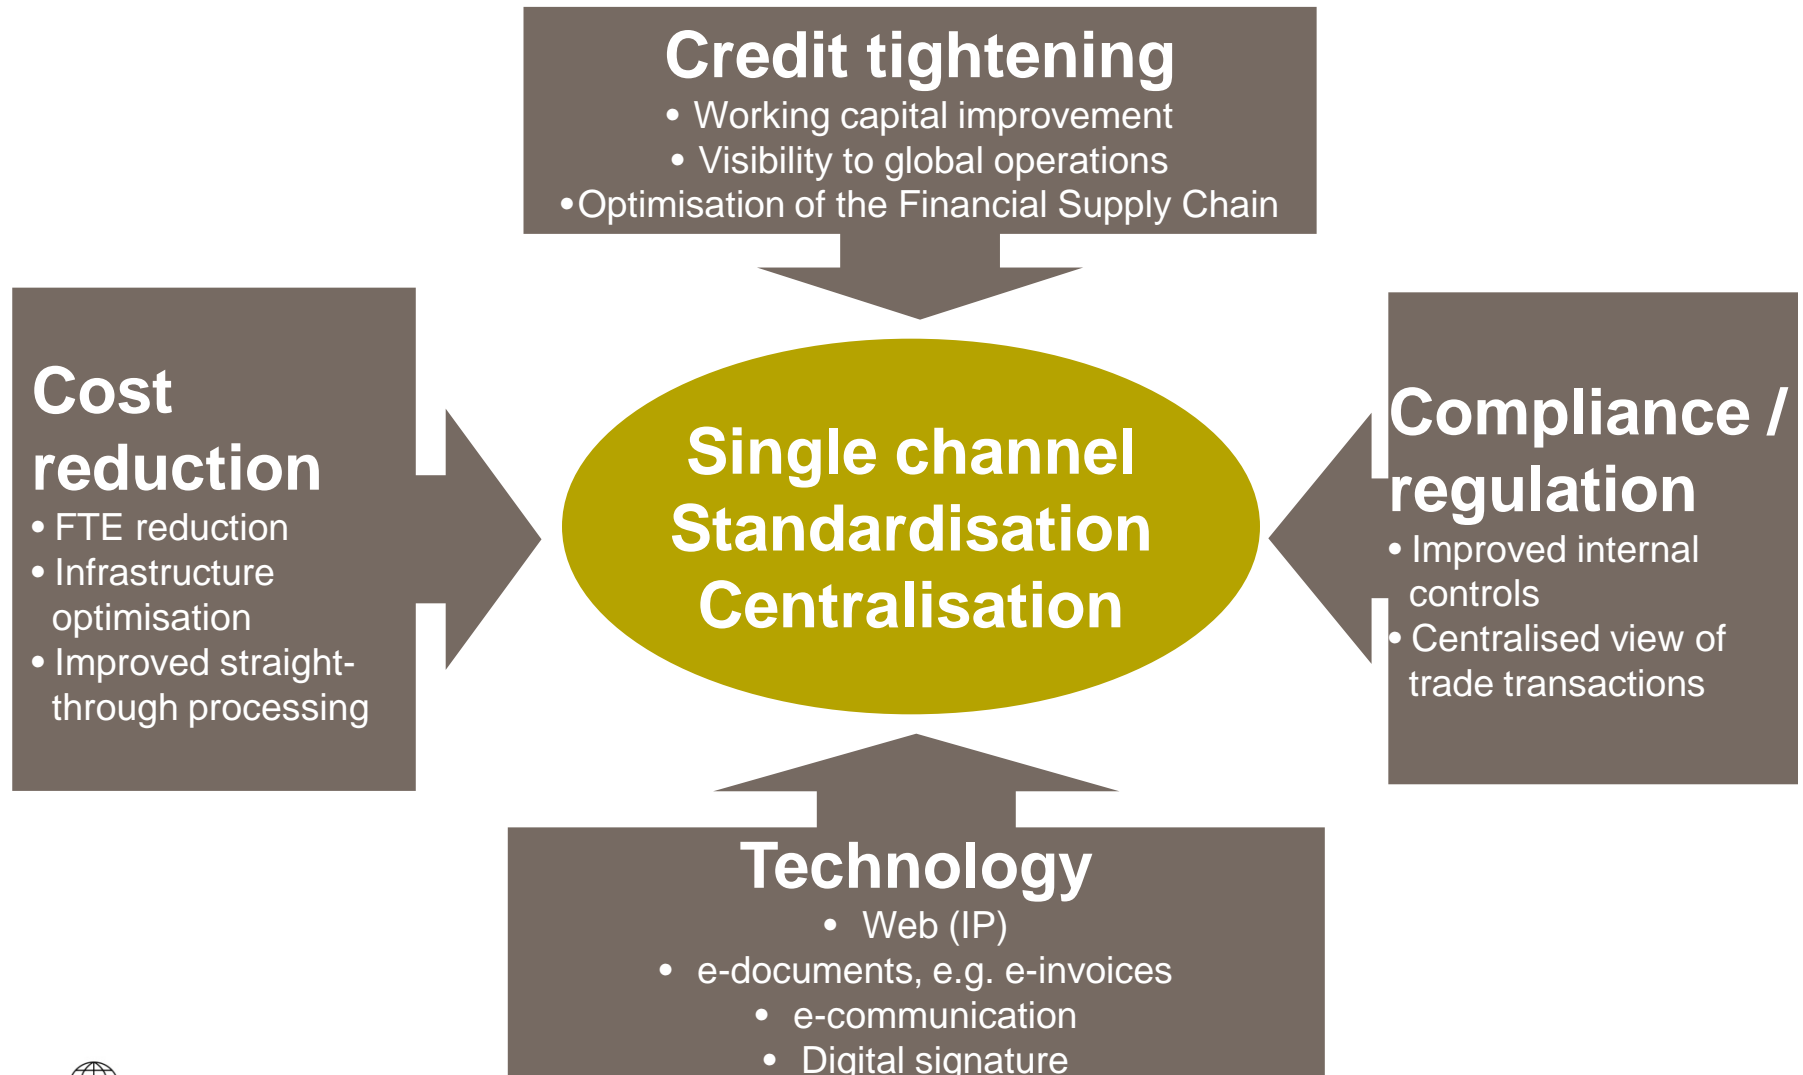 Credit tightening
• Working capital improvement
• Visibility to global operations
•Optimisation of the Financial Supply Chain
Cost
reduction
• FTE reduction
• Infrastructure
optimisation
• Improved straight-
through processing
Single channel
Standardisation
Centralisation
Compliance /
regulation
• Improved internal
controls
• Centralised view of
trade transactions
Technology
• Web (IP)
• e-documents, e.g. e-invoices
• e-communication
• Digital signature